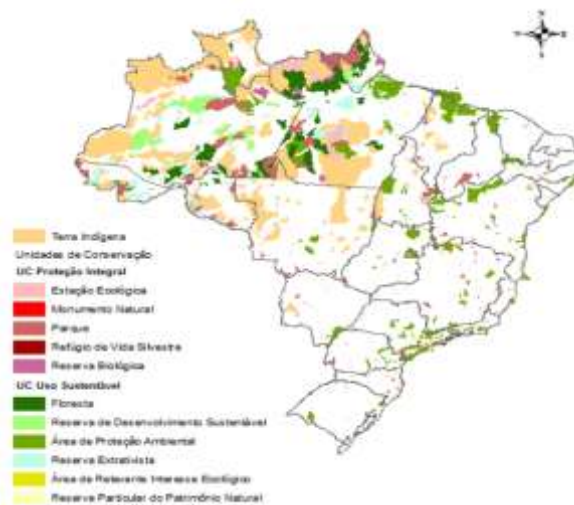 N
Terra Indígena
Unidades de Conservação
UC Proteção Integral
Estação Ecológica
Monumento Natural
Parque
Refúgio de Vida Silvestre
Reserva Biológica
UC Uso Sustentável
Floresta
Reserva de Desenvolvimento Sustentável
Área de Proteção Ambiental
Reserva Extrativista
Área de Relevante Interesse Ecológico
Reserva Particular do Patrimônio Natural